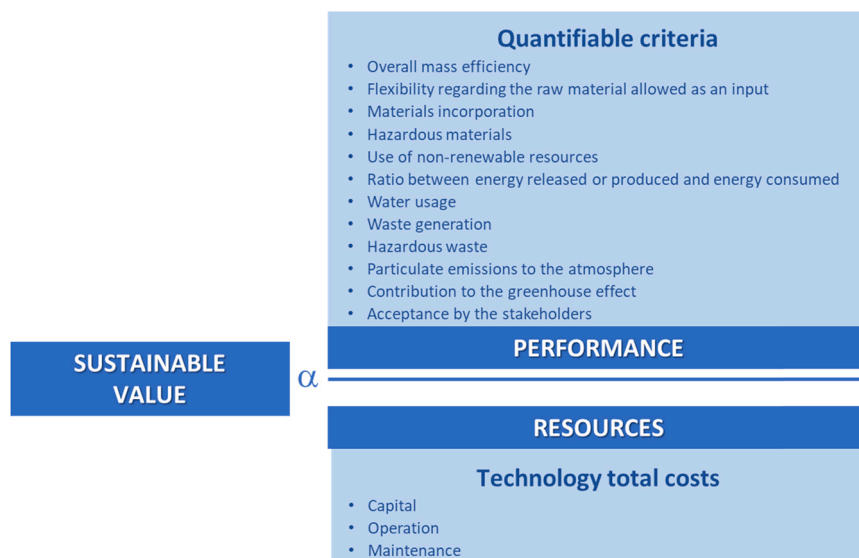 Quantifiable criteria
• Overall mass efficiency
• Flexibility regarding the raw material allowed as an input
• Materials incorporation
• Hazardous materials
• Use of non-renewable resources
• Ratio between energy released or produced and energy consumed
• Water usage
• Waste generation
• Hazardous waste
• Particulate emissions to the atmosphere
• Contribution to the greenhouse effect
• Acceptance by the stakeholders
PERFORMANCE
SUSTAINABLE
VALUE
α
RESOURCES
Technology total costs
• Capital
• Operation
• Maintenance